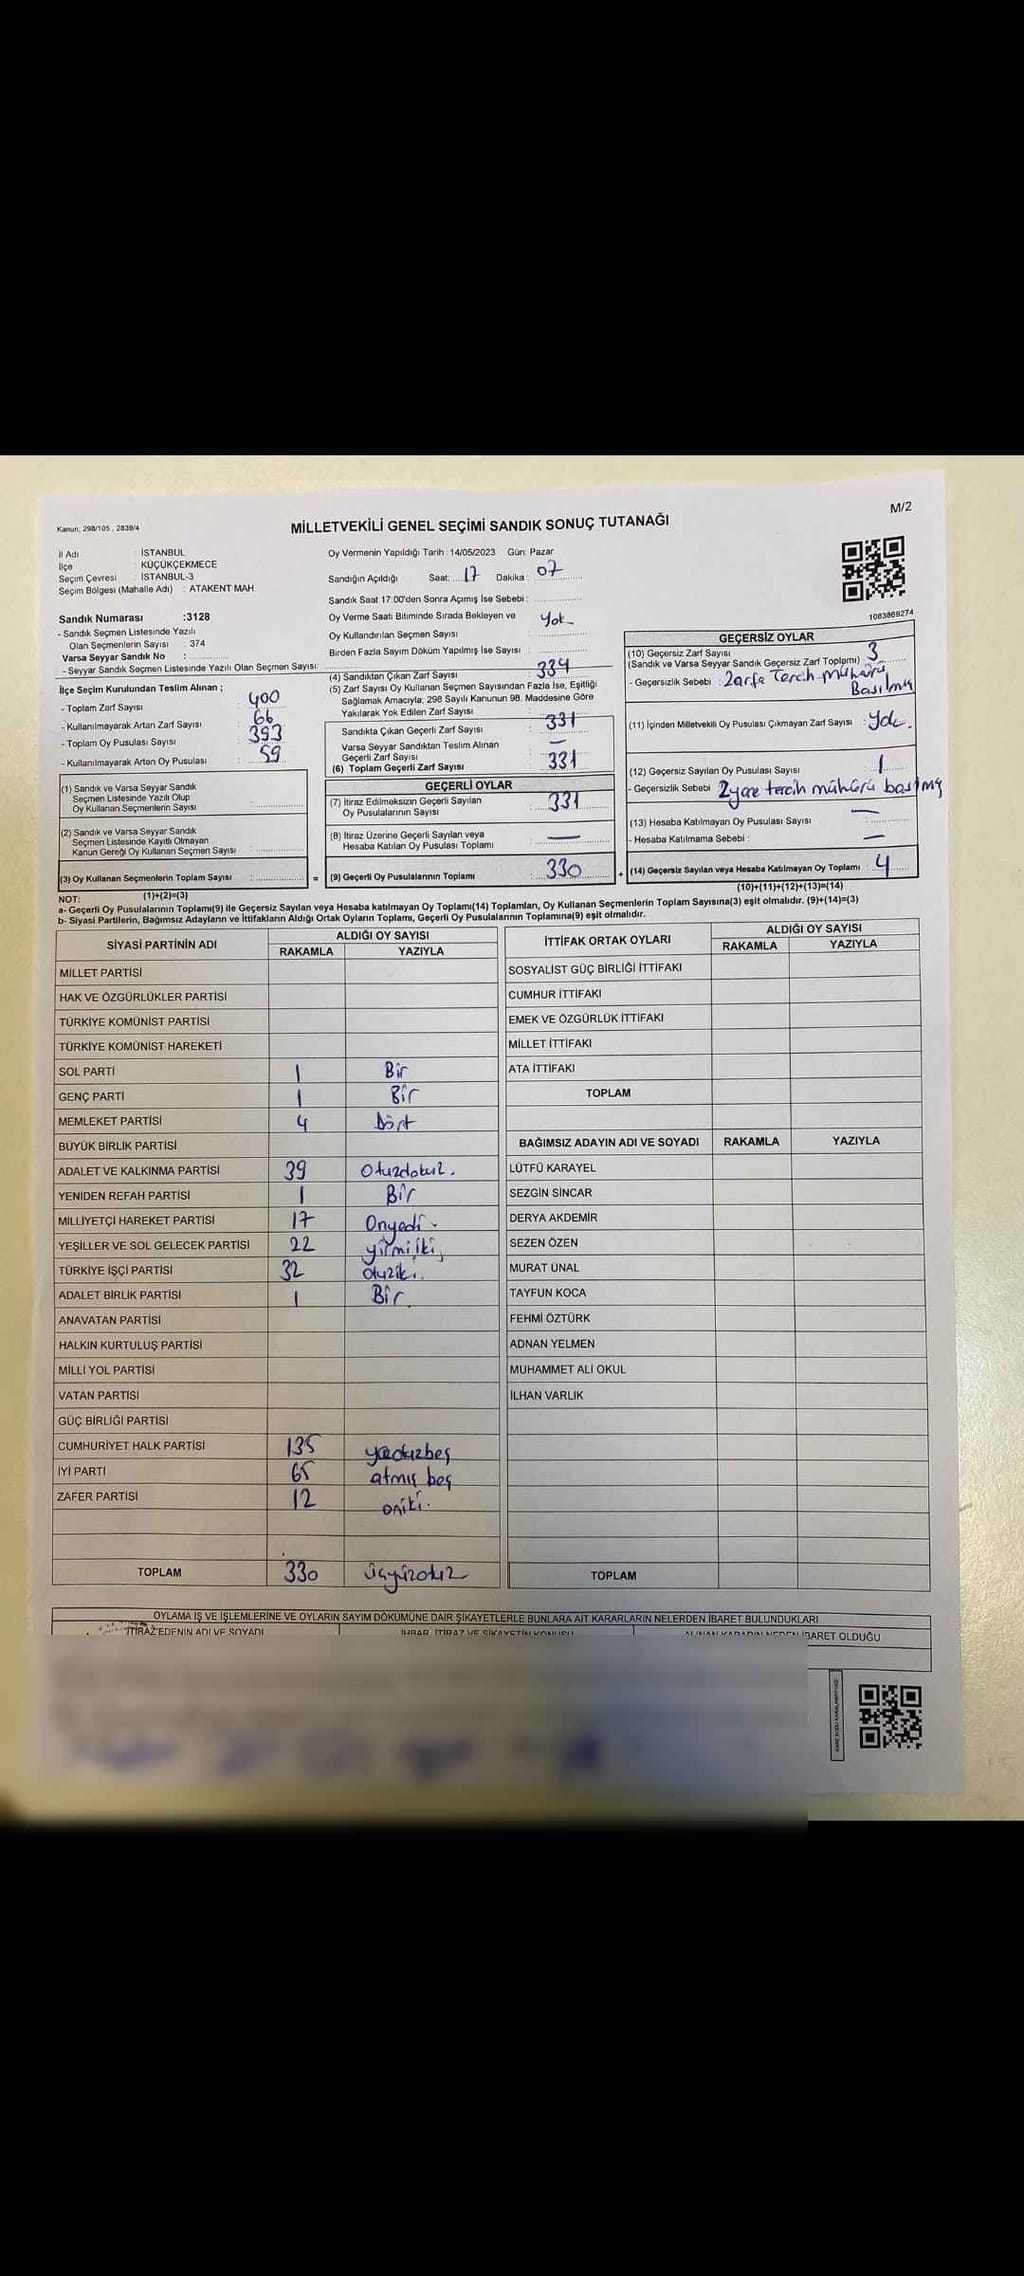 M/2
Kanun: 298/105 , 2839/4
MİLLETVEKİLİ GENEL SEÇİMİ SANDIK SONUÇ TUTANAĞI
İl Adı : İSTANBUL
İlçe : KÜÇÜKÇEKMECE
Seçim Çevresi : İSTANBUL-3
Seçim Bölgesi (Mahalle Adı) : ATAKENT MAH.
Oy Vermenin Yapıldığı Tarih :14/05/2023 Gün: Pazar
Sandığın Açıldığı Saat: 17 Dakika: 07
Sandık Saat 17:00'den Sonra Açımış İse Sebebi :
Oy Verme Saati Bitiminde Sırada Bekleyen ve : Yok
Oy Kullandırılan Seçmen Sayısı
Birden Fazla Sayım Döküm Yapılmış İse Sayısı :
1083869274
Sandık Numarası :3128
- Sandık Seçmen Listesinde Yazılı
Olan Seçmenlerin Sayısı : 374
Varsa Seyyar Sandık No :
- Seyyar Sandık Seçmen Listesinde Yazılı Olan Seçmen Sayısı:
İlçe Seçim Kurulundan Teslim Alınan ;
- Toplam Zarf Sayısı : 400
- Kullanılmayarak Artan Zarf Sayısı : 66
- Toplam Oy Pusulası Sayısı : 393
- Kullanılmayarak Artan Oy Pusulası : 59
(1) Sandık ve Varsa Seyyar Sandık
Seçmen Listesinde Yazılı Olup
Oy Kullanan Seçmenlerin Sayısı :
(2) Sandık ve Varsa Seyyar Sandık
Seçmen Listesinde Kayıtlı Olmayan
Kanun Gereği Oy Kullanan Seçmen Sayısı :
(3) Oy Kullanan Seçmenlerin Toplam Sayısı :
(1)+(2)=(3)
(4) Sandıktan Çıkan Zarf Sayısı : 334
(5) Zarf Sayısı Oy Kullanan Seçmen Sayısından Fazla İse, Eşitliği
Sağlamak Amacıyla, 298 Sayılı Kanunun 98. Maddesine Göre
Yakılarak Yok Edilen Zarf Sayısı :
Sandıkta Çıkan Geçerli Zarf Sayısı : 331
Varsa Seyyar Sandıktan Teslim Alınan
Geçerli Zarf Sayısı : —
(6) Toplam Geçerli Zarf Sayısı : 331
GEÇERLİ OYLAR
(7) İtiraz Edilmeksizin Geçerli Sayılan
Oy Pusulalarının Sayısı : 331
(8) İtiraz Üzerine Geçerli Sayılan veya
Hesaba Katılan Oy Pusulası Toplamı : —
= (9) Geçerli Oy Pusulalarının Toplamı : 330 +
GEÇERSİZ OYLAR
(10) Geçersiz Zarf Sayısı 3
(Sandık ve Varsa Seyyar Sandık Geçersiz Zarf Toplamı)
- Geçersizlik Sebebi : Zarfa Tercih mühürü
Basılmış
(11) İçinden Milletvekili Oy Pusulası Çıkmayan Zarf Sayısı : Yok.
(12) Geçersiz Sayılan Oy Pusulası Sayısı : 1
- Geçersizlik Sebebi 2 yere tercih mühürü basılmış
(13) Hesaba Katılmayan Oy Pusulası Sayısı : —
- Hesaba Katılmama Sebebi : —
(14) Geçersiz Sayılan veya Hesaba Katılmayan Oy Toplamı : 4
(10)+(11)+(12)+(13)=(14)
NOT:
a- Geçerli Oy Pusulalarının Toplamı(9) ile Geçersiz Sayılan veya Hesaba katılmayan Oy Toplamı(14) Toplamları, Oy Kullanan Seçmenlerin Toplam Sayısına(3) eşit olmalıdır. (9)+(14)=(3)
b- Siyasi Partilerin, Bağımsız Adayların ve İttifakların Aldığı Ortak Oyların Toplamı, Geçerli Oy Pusulalarının Toplamına(9) eşit olmalıdır.
SİYASİ PARTİNİN ADI ALDIĞI OY SAYISI
RAKAMLA YAZIYLA
MİLLET PARTİSİ
HAK VE ÖZGÜRLÜKLER PARTİSİ
TÜRKİYE KOMÜNİST PARTİSİ
TÜRKİYE KOMÜNİST HAREKETİ
SOL PARTİ 1 Bir
GENÇ PARTİ 1 Bir
MEMLEKET PARTİSİ 4 Dört
BÜYÜK BİRLİK PARTİSİ
ADALET VE KALKINMA PARTİSİ 39 Otuzdokuz.
YENİDEN REFAH PARTİSİ 1 Bir
MİLLİYETÇİ HAREKET PARTİSİ 17 Onyedi.
YEŞİLLER VE SOL GELECEK PARTİSİ 22 yirmiiki
TÜRKİYE İŞÇİ PARTİSİ 32 otuziki.
ADALET BİRLİK PARTİSİ 1 Bir.
ANAVATAN PARTİSİ
HALKIN KURTULUŞ PARTİSİ
MİLLİ YOL PARTİSİ
VATAN PARTİSİ
GÜÇ BİRLİĞİ PARTİSİ
CUMHURİYET HALK PARTİSİ 135
İYİ PARTİ 65 atmış beş
ZAFER PARTİSİ 12 oniki.
TOPLAM 330 üçyüzotuz
İTTİFAK ORTAK OYLARI ALDIĞI OY SAYISI
RAKAMLA YAZIYLA
SOSYALİST GÜÇ BİRLİĞİ İTTİFAKI
CUMHUR İTTİFAKI
EMEK VE ÖZGÜRLÜK İTTİFAKI
MİLLET İTTİFAKI
ATA İTTİFAKI
TOPLAM
BAĞIMSIZ ADAYIN ADI VE SOYADI RAKAMLA YAZIYLA
LÜTFÜ KARAYEL
SEZGİN SİNCAR
DERYA AKDEMİR
SEZEN ÖZEN
MURAT ÜNAL
TAYFUN KOCA
FEHMİ ÖZTÜRK
ADNAN YELMEN
MUHAMMET ALİ OKUL
İLHAN VARLIK
TOPLAM
OYLAMA İŞ VE İŞLEMLERİNE VE OYLARIN SAYIM DÖKÜMÜNE DAİR ŞİKAYETLERLE BUNLARA AİT KARARLARIN NELERDEN İBARET BULUNDUKLARI
İTİRAZ EDENİN ADI VE SOYADI İHBAR, İTİRAZ VE ŞİKAYETİN KONUSU ALINAN KARARIN NEDEN İBARET OLDUĞU